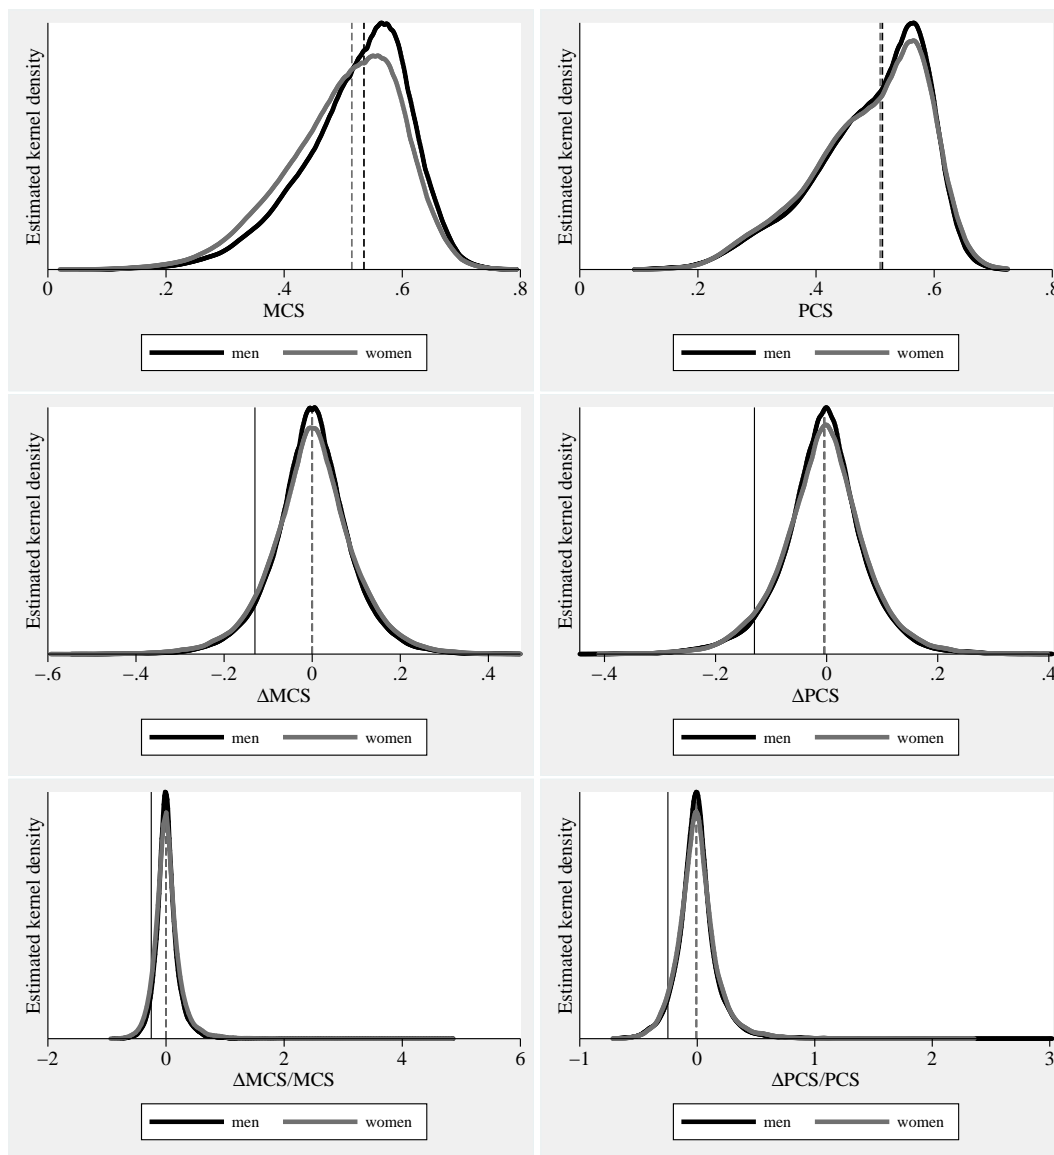 Estimated kernel density
0 .2 .4 .6 .8
MCS
men women
Estimated kernel density
0 .2 .4 .6 .8
PCS
men women
Estimated kernel density
−.6 −.4 −.2 0 .2 .4
ΔMCS
men women
Estimated kernel density
−.4 −.2 0 .2 .4
ΔPCS
men women
Estimated kernel density
−2 0 2 4 6
ΔMCS/MCS
men women
Estimated kernel density
−1 0 1 2 3
ΔPCS/PCS
men women